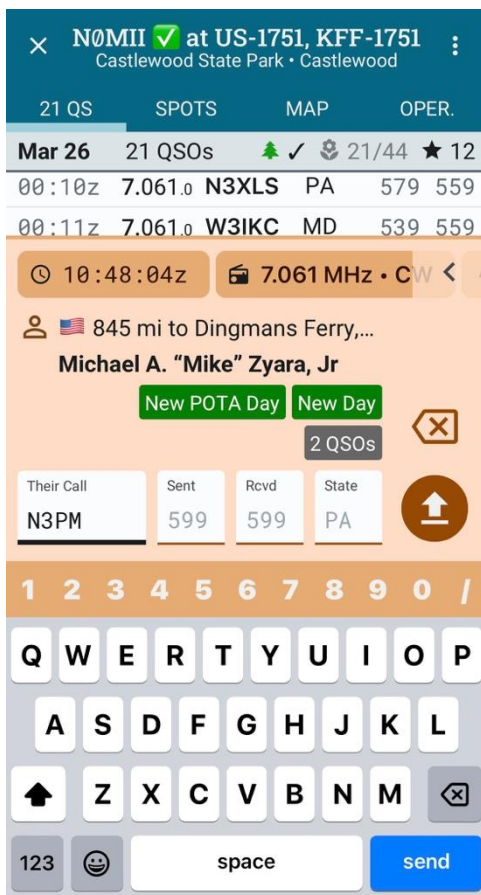 NØMII ✅ at US-1751, KFF-1751
Castlewood State Park • Castlewood
21 QS SPOTS MAP OPER.
Mar 26 21 QSOs 🌲 ✓ 21/44 ★ 12
00:10z 7.061.0 N3XLS PA 579 559
00:11z 7.061.0 W3IKC MD 539 559
10:48:04z 7.061 MHz • CW <
🇺🇸 845 mi to Dingmans Ferry,...
Michael A. “Mike” Zyara, Jr
New POTA Day New Day
2 QSOs
Their Call Sent Rcvd State
N3PM 599 599 PA
1 2 3 4 5 6 7 8 9 0 /
Q W E R T Y U I O P
A S D F G H J K L
Z X C V B N M
123 space send